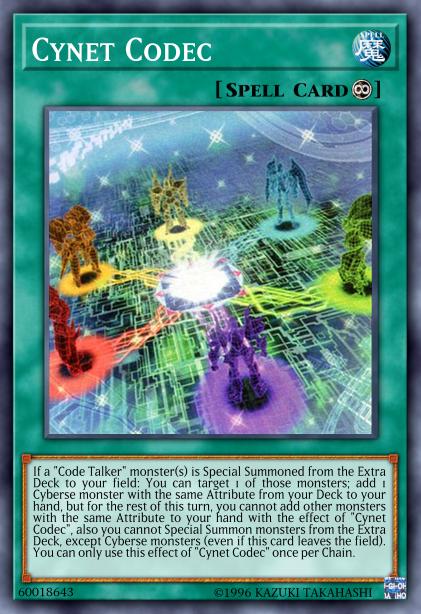 CYNET CODEC
SPELL
魔
[SPELL CARD ]
If a "Code Talker" monster(s) is Special Summoned from the Extra
Deck to your field: You can target 1 of those monsters; add 1
Cyberse monster with the same Attribute from your Deck to your
hand, but for the rest of this turn, you cannot add other monsters
with the same Attribute to your hand with the effect of "Cynet
Codec", also you cannot Special Summon monsters from the Extra
Deck, except Cyberse monsters (even if this card leaves the field).
You can only use this effect of "Cynet Codec" once per Chain.
60018643
©1996 KAZUKI TAKAHASHI